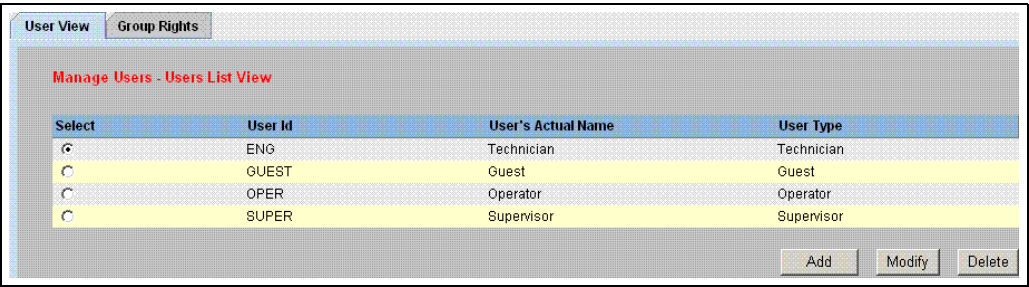 User View Group Rights
Manage Users - Users List View
Select User Id User's Actual Name User Type
ENG Technician Technician
GUEST Guest Guest
OPER Operator Operator
SUPER Supervisor Supervisor
Add Modify Delete